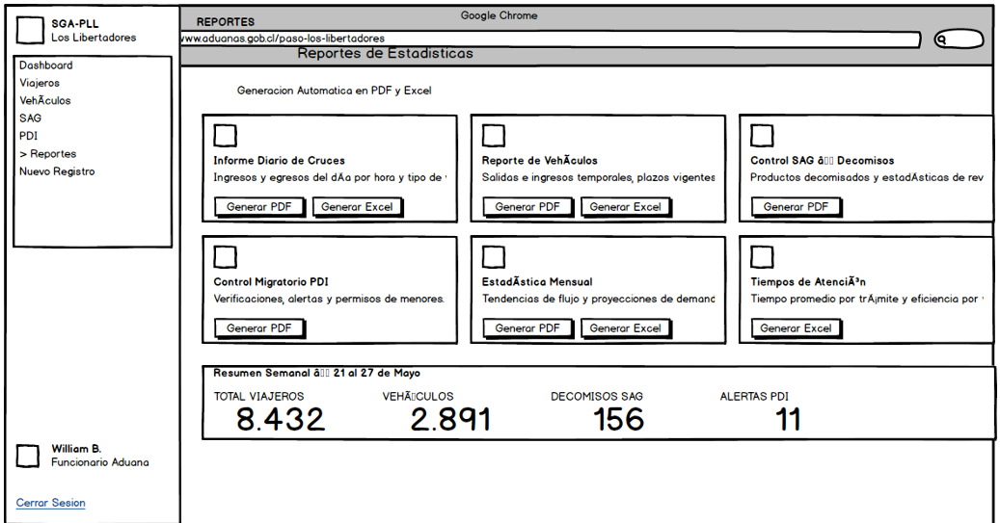 SGA-PLL
Los Libertadores
Dashboard
Viajeros
VehÃculos
SAG
PDI
> Reportes
Nuevo Registro
William B.
Funcionario Aduana
Cerrar Sesion
Google Chrome
REPORTES
www.aduanas.gob.cl/paso-los-libertadores
Reportes de Estadisticas
Generacion Automatica en PDF y Excel
Informe Diario de Cruces
Ingresos y egresos del dÃa por hora y tipo de
Generar PDF Generar Excel
Reporte de VehÃculos
Salidas e ingresos temporales, plazos vigentes
Generar PDF Generar Excel
Control SAG â Decomisos
Productos decomisados y estadÃsticas de rev
Generar PDF
Control Migratorio PDI
Verificaciones, alertas y permisos de menores.
Generar PDF
EstadÃstica Mensual
Tendencias de flujo y proyecciones de demanc
Generar PDF Generar Excel
Tiempos de AtenciÃ³n
Tiempo promedio por trÃ¡mite y eficiencia por
Generar Excel
Resumen Semanal â 21 al 27 de Mayo
TOTAL VIAJEROS VEHÃCULOS DECOMISOS SAG ALERTAS PDI
8.432 2.891 156 11